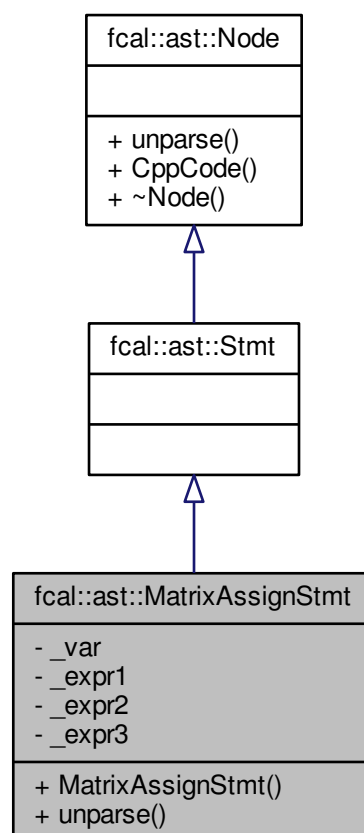 fcal::ast::Node
+ unparse()
+ CppCode()
+ ~Node()
fcal::ast::Stmt
fcal::ast::MatrixAssignStmt
- _var
- _expr1
- _expr2
- _expr3
+ MatrixAssignStmt()
+ unparse()